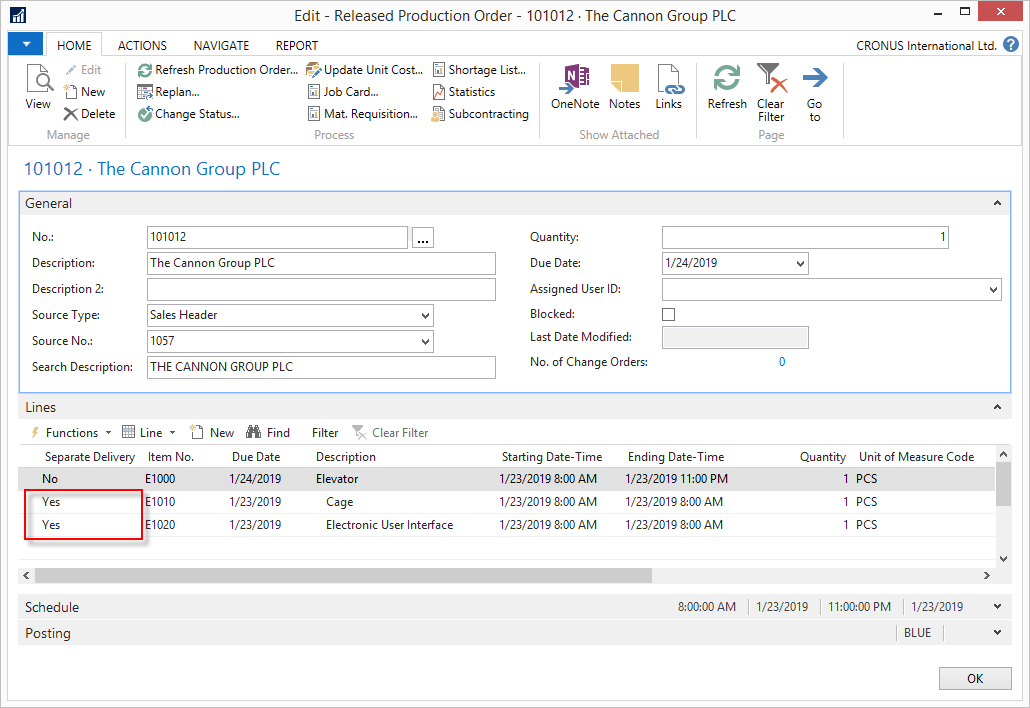 Edit - Released Production Order - 101012 · The Cannon Group PLC
HOME ACTIONS NAVIGATE REPORT CRONUS International Ltd. ?
View
Edit
New
Delete
Manage
Refresh Production Order...
Replan...
Change Status...
Update Unit Cost...
Job Card...
Mat. Requisition...
Shortage List...
Statistics
Subcontracting
Process
OneNote
Notes
Links
Show Attached
Refresh
Clear Filter
Go to
Page
101012 · The Cannon Group PLC
General
No.: 101012 ...
Description: The Cannon Group PLC
Description 2:
Source Type: Sales Header
Source No.: 1057
Search Description: THE CANNON GROUP PLC
Quantity: 1
Due Date: 1/24/2019
Assigned User ID:
Blocked:
Last Date Modified:
No. of Change Orders: 0
Lines
Functions Line New Find Filter Clear Filter
Separate Delivery Item No. Due Date Description Starting Date-Time Ending Date-Time Quantity Unit of Measure Code
No E1000 1/24/2019 Elevator 1/23/2019 8:00 AM 1/23/2019 11:00 PM 1 PCS
Yes E1010 1/23/2019 Cage 1/23/2019 8:00 AM 1/23/2019 8:00 AM 1 PCS
Yes E1020 1/23/2019 Electronic User Interface 1/23/2019 8:00 AM 1/23/2019 8:00 AM 1 PCS
Schedule 8:00:00 AM 1/23/2019 11:00:00 PM 1/23/2019
Posting BLUE
OK